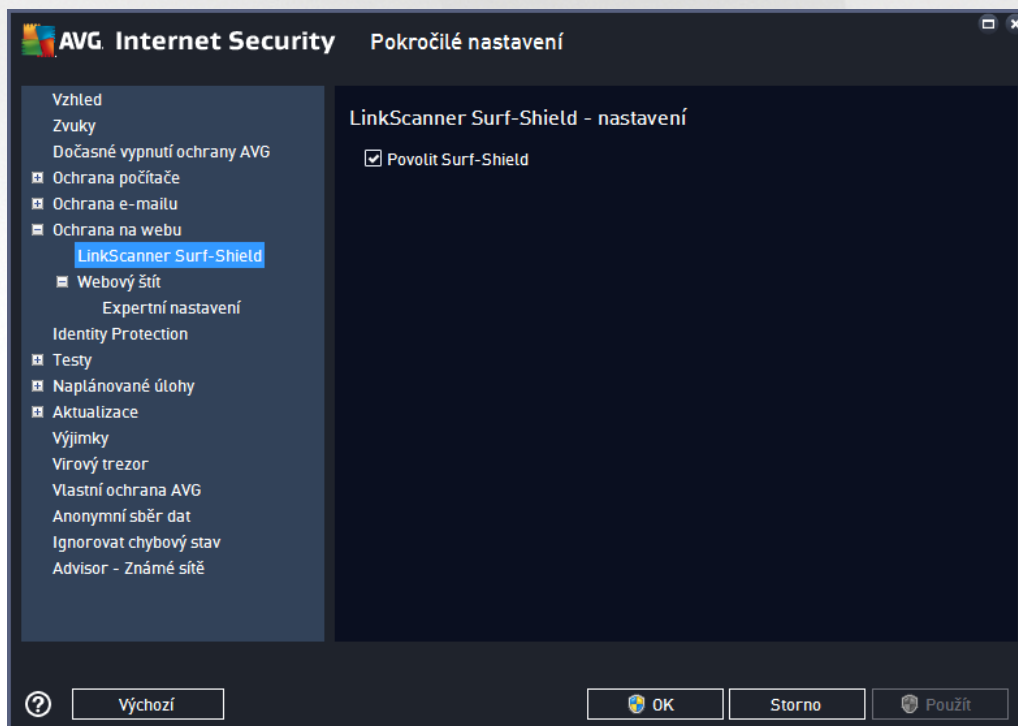 AVG. Internet Security Pokročilé nastavení
Vzhled
Zvuky
Dočasné vypnutí ochrany AVG
Ochrana počítače
Ochrana e-mailu
Ochrana na webu
LinkScanner Surf-Shield
Webový štít
Expertní nastavení
Identity Protection
Testy
Naplánované úlohy
Aktualizace
Výjimky
Virový trezor
Vlastní ochrana AVG
Anonymní sběr dat
Ignorovat chybový stav
Advisor - Známé sítě
LinkScanner Surf-Shield - nastavení
Povolit Surf-Shield
? Výchozí OK Storno Použít